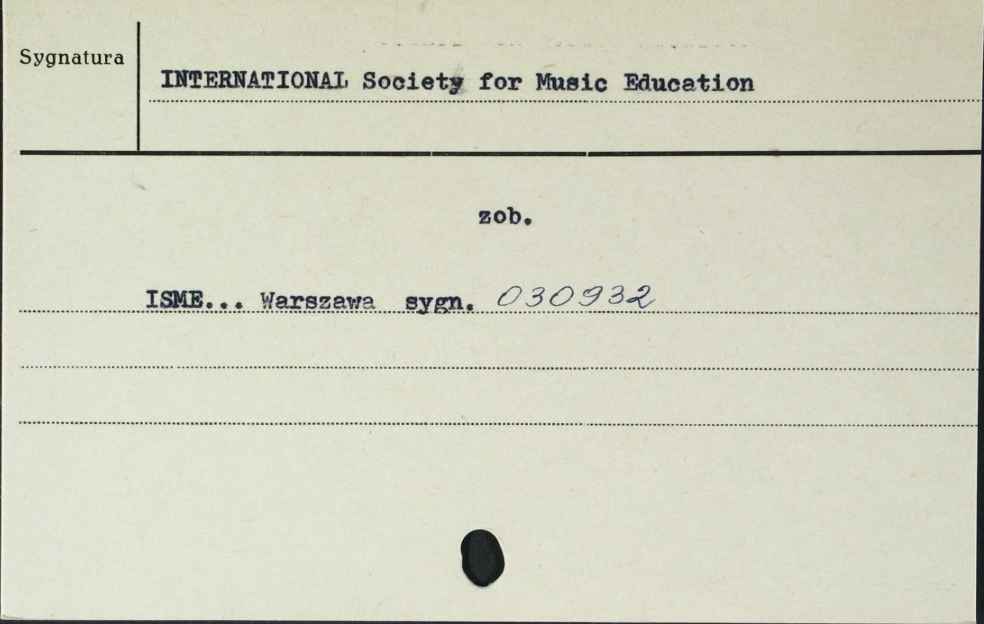 Sygnatura
INTERNATIONAL Society for Music Education
zob.
ISME... Warszawa sygn. 030932